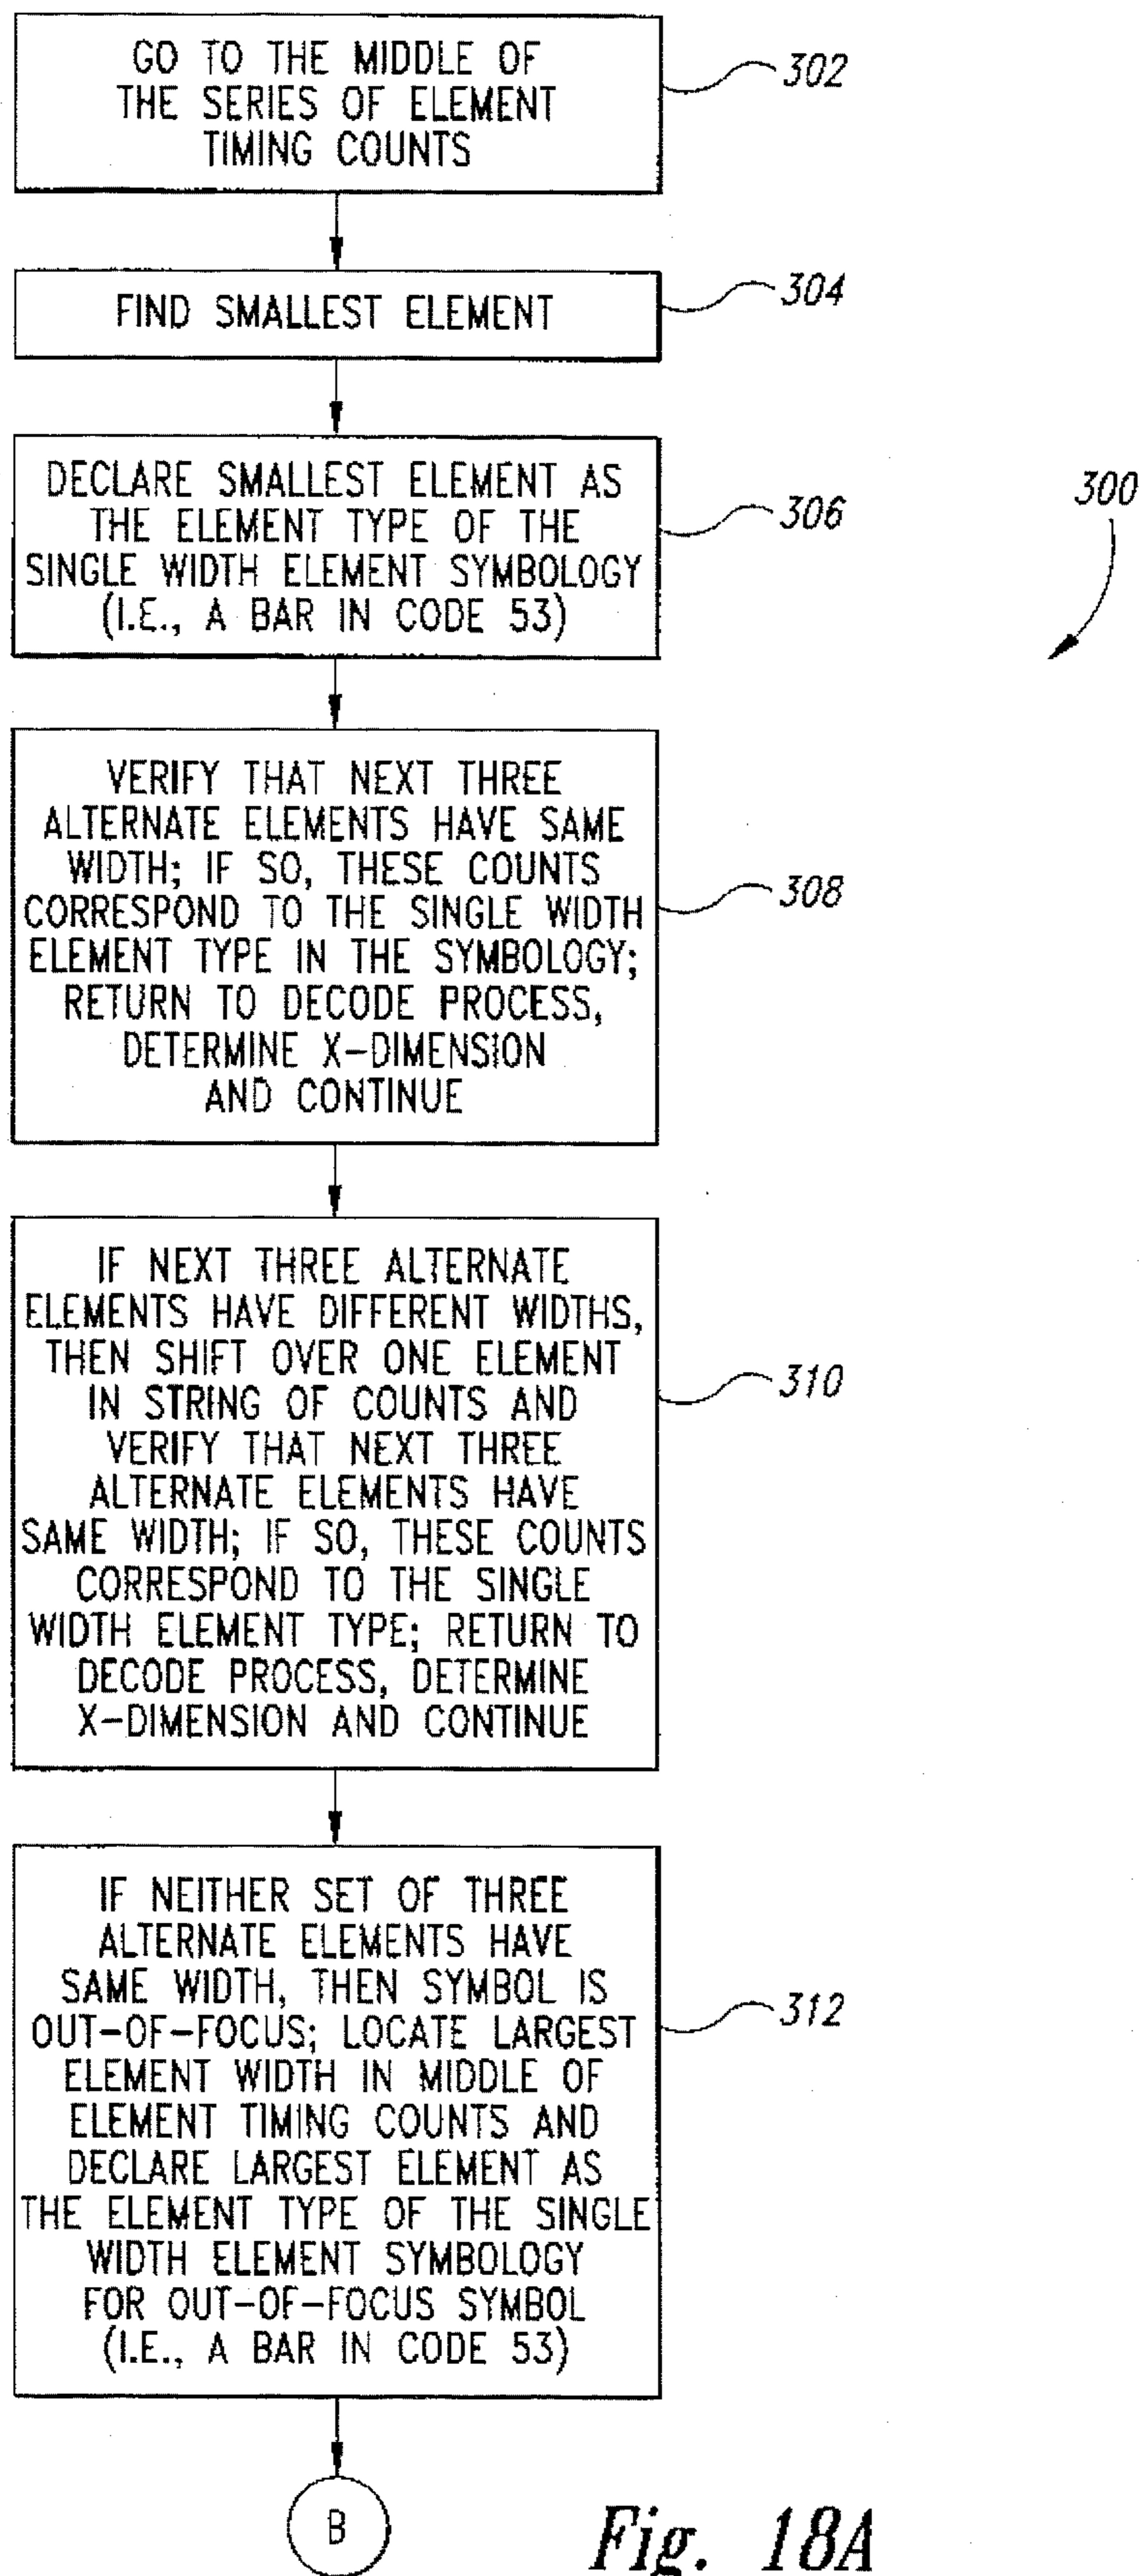 GO TO THE MIDDLE OF
THE SERIES OF ELEMENT
TIMING COUNTS
302
FIND SMALLEST ELEMENT
304
DECLARE SMALLEST ELEMENT AS
THE ELEMENT TYPE OF THE
SINGLE WIDTH ELEMENT SYMBOLOGY
(I.E., A BAR IN CODE 53)
306
300
VERIFY THAT NEXT THREE
ALTERNATE ELEMENTS HAVE SAME
WIDTH; IF SO, THESE COUNTS
CORRESPOND TO THE SINGLE WIDTH
ELEMENT TYPE IN THE SYMBOLOGY;
RETURN TO DECODE PROCESS,
DETERMINE X-DIMENSION
AND CONTINUE
308
IF NEXT THREE ALTERNATE
ELEMENTS HAVE DIFFERENT WIDTHS,
THEN SHIFT OVER ONE ELEMENT
IN STRING OF COUNTS AND
VERIFY THAT NEXT THREE
ALTERNATE ELEMENTS HAVE
SAME WIDTH; IF SO, THESE COUNTS
CORRESPOND TO THE SINGLE
WIDTH ELEMENT TYPE; RETURN TO
DECODE PROCESS, DETERMINE
X-DIMENSION AND CONTINUE
310
IF NEITHER SET OF THREE
ALTERNATE ELEMENTS HAVE
SAME WIDTH, THEN SYMBOL IS
OUT-OF-FOCUS; LOCATE LARGEST
ELEMENT WIDTH IN MIDDLE OF
ELEMENT TIMING COUNTS AND
DECLARE LARGEST ELEMENT AS
THE ELEMENT TYPE OF THE SINGLE
WIDTH ELEMENT SYMBOLOGY
FOR OUT-OF-FOCUS SYMBOL
(I.E., A BAR IN CODE 53)
312
B
Fig. 18A